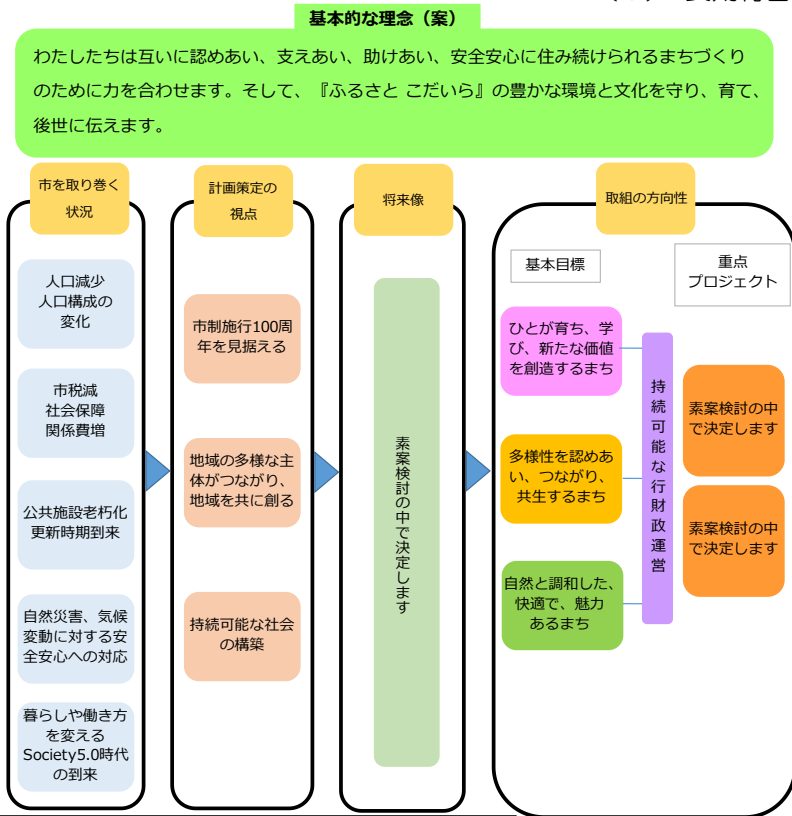 基本的な理念（案）
わたしたちは互いに認めあい、支えあい、助けあい、安全安心に住み続けられるまちづくり
のために力を合わせます。そして、『ふるさと こだいら』の豊かな環境と文化を守り、育て、
後世に伝えます。
市を取り巻く
状況
人口減少
人口構成の
変化
市税減
社会保障
関係費増
公共施設老朽化
更新時期到来
自然災害、気候
変動に対する安
全安心への対応
暮らしや働き方
を変える
Society5.0時代
の到来
計画策定の
視点
市制施行100周
年を見据える
地域の多様な主
体がつながり、
地域を共に創る
持続可能な社会
の構築
将来像
素案検討の中で決定します
取組の方向性
基本目標
重点
プロジェクト
ひとが育ち、学
び、新たな価値
を創造するまち
多様性を認めあ
い、つながり、
共生するまち
自然と調和した、
快適で、魅力
あるまち
持続可能な行財政運営
素案検討の中
で決定します
素案検討の中
で決定します